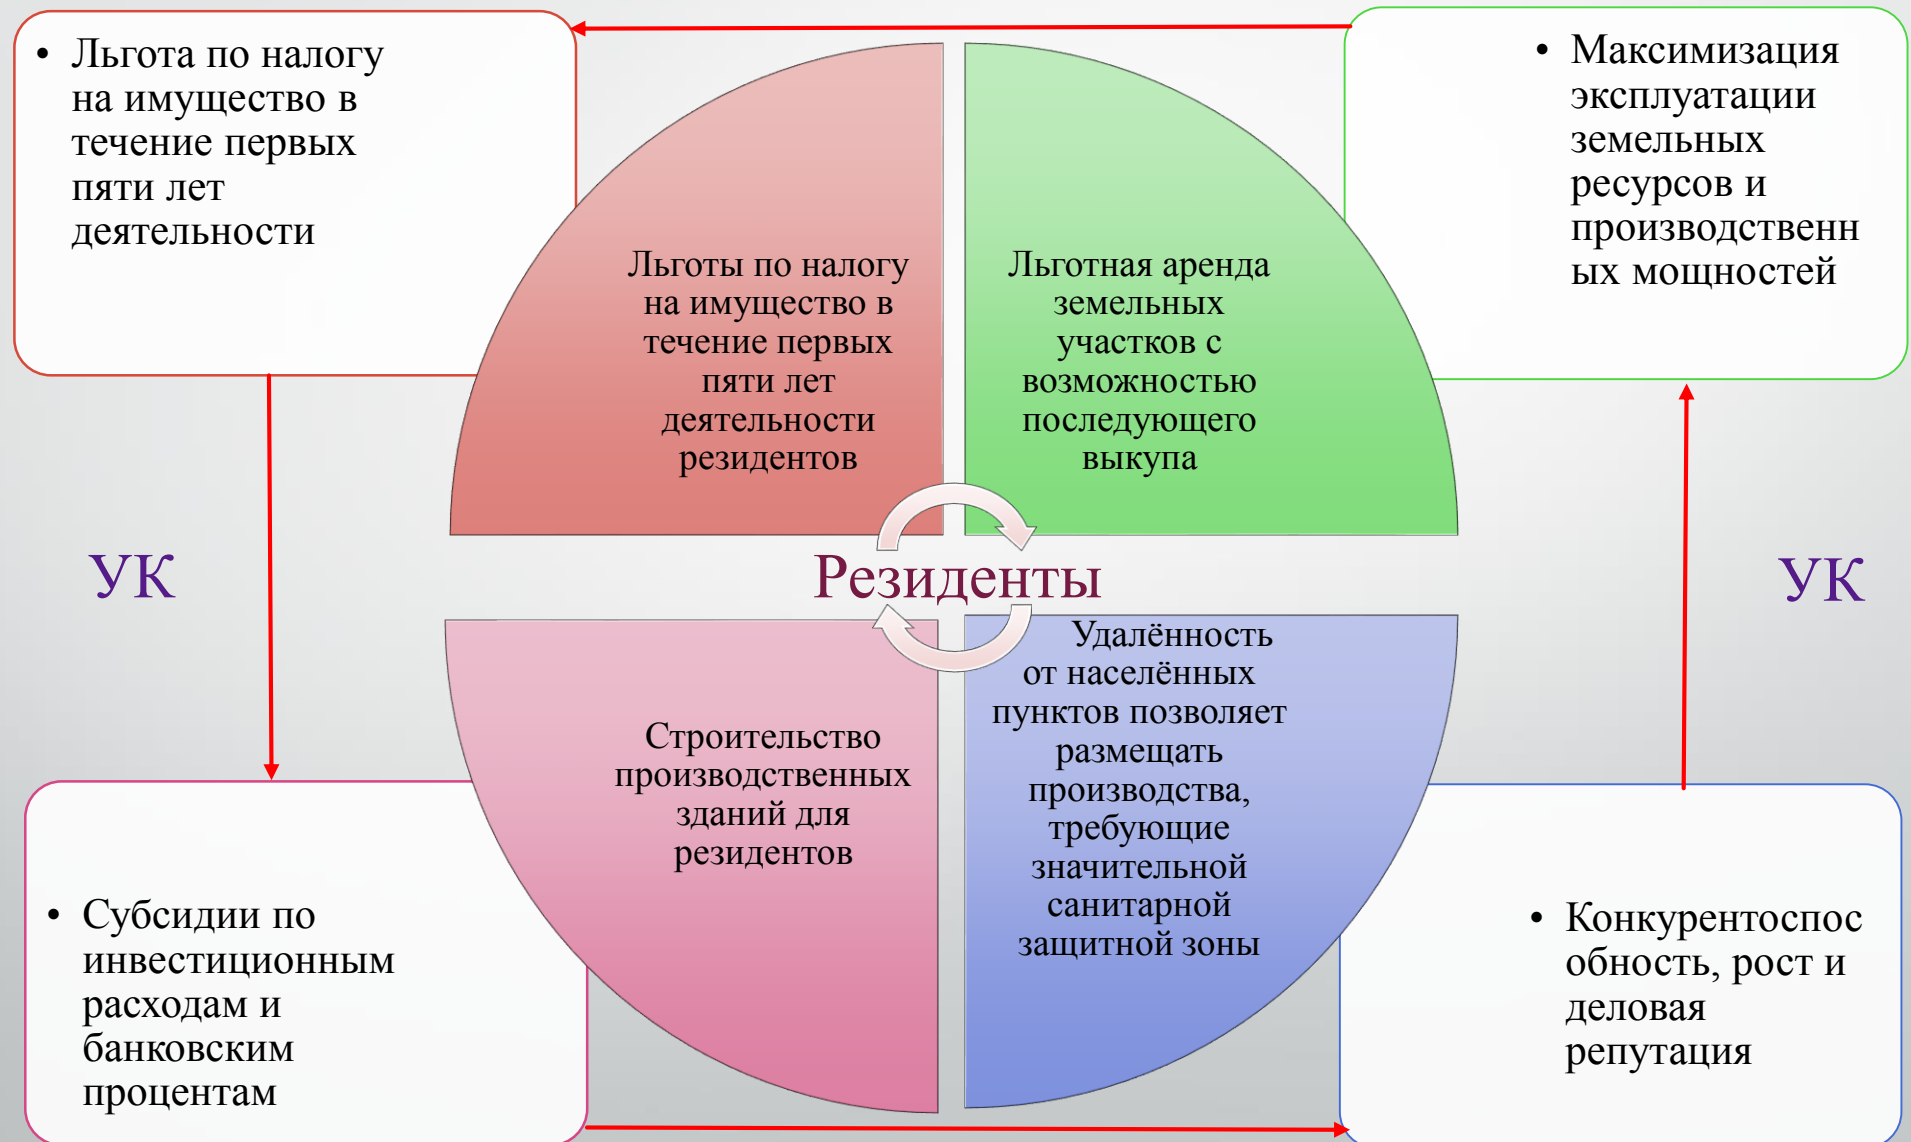 • Льгота по налогу
на имущество в
течение первых
пяти лет
деятельности
• Максимизация
эксплуатации
земельных
ресурсов и
производственн
ых мощностей
Льготы по налогу
на имущество в
течение первых
пяти лет
деятельности
резидентов
Льготная аренда
земельных
участков с
возможностью
последующего
выкупа
УК
Резиденты
УК
Строительство
производственных
зданий для
резидентов
Удалённость
от населённых
пунктов позволяет
размещать
производства,
требующие
значительной
санитарной
защитной зоны
• Субсидии по
инвестиционным
расходам и
банковским
процентам
• Конкурентоспос
обность, рост и
деловая
репутация